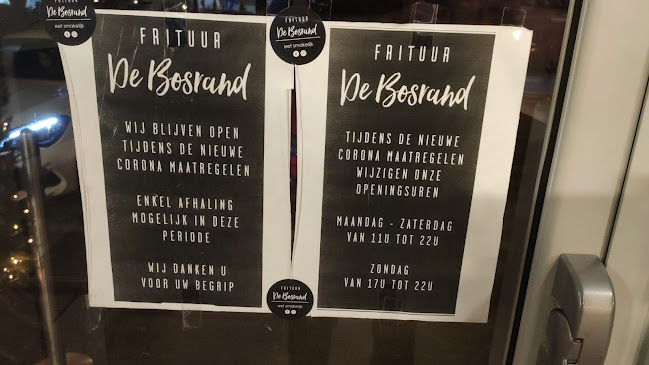 FRITUUR
De Bosrand
eet smakelijk
FRITUUR
De Bosrand
WIJ BLIJVEN OPEN
TIJDENS DE NIEUWE
CORONA MAATREGELEN
ENKEL AFHALING
MOGELIJK IN DEZE
PERIODE
WIJ DANKEN U
VOOR UW BEGRIP
FRITUUR
De Bosrand
eet smakelijk
FRITUUR
De Bosrand
TIJDENS DE NIEUWE
CORONA MAATREGELEN
WIJZIGEN ONZE
OPENINGSUREN
MAANDAG - ZATERDAG
VAN 11U TOT 22U
ZONDAG
VAN 17U TOT 22U
FRITUUR
De Bosrand
eet smakelijk